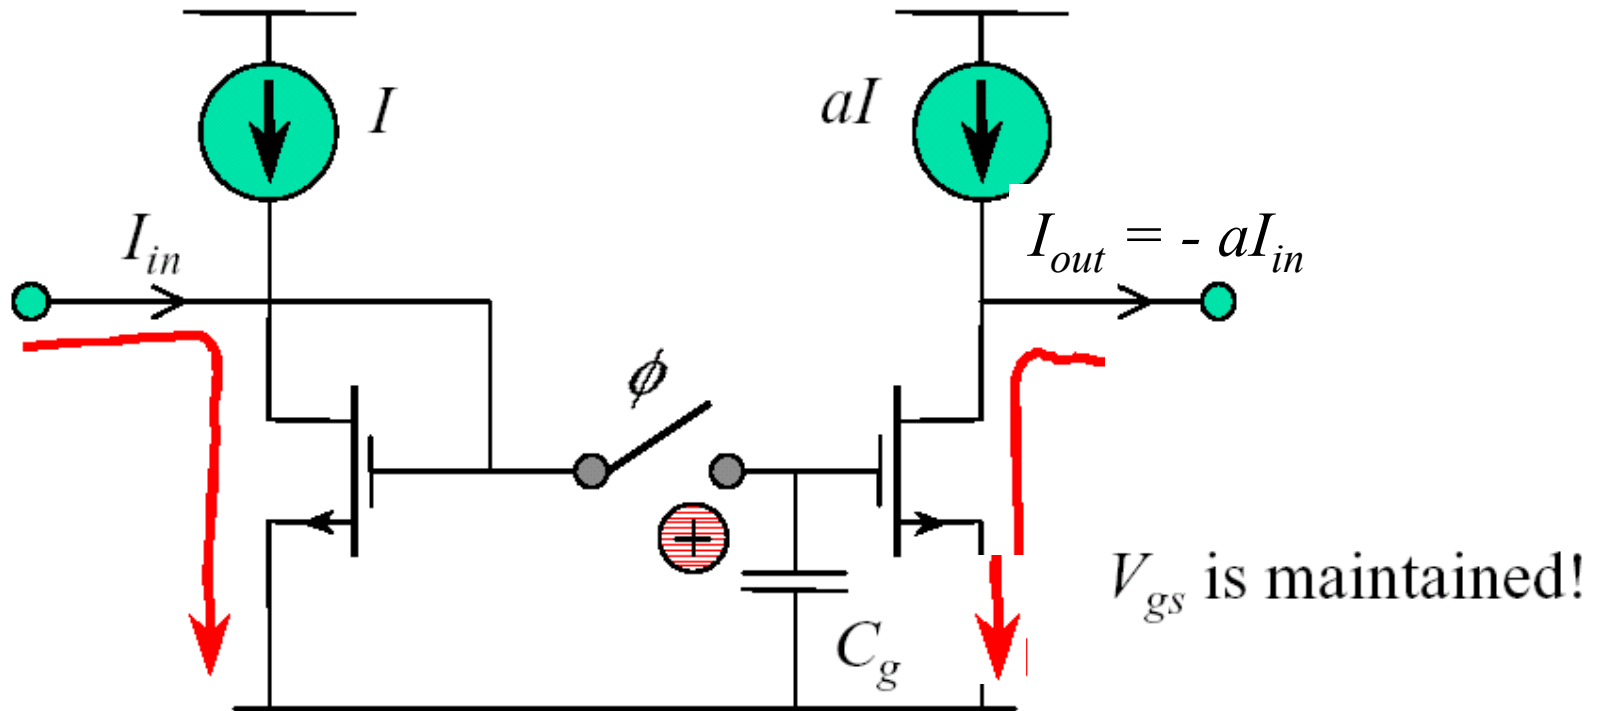 I
aI
I_in
I_out = - aI_in
ϕ
+
V_gs is maintained!
C_g